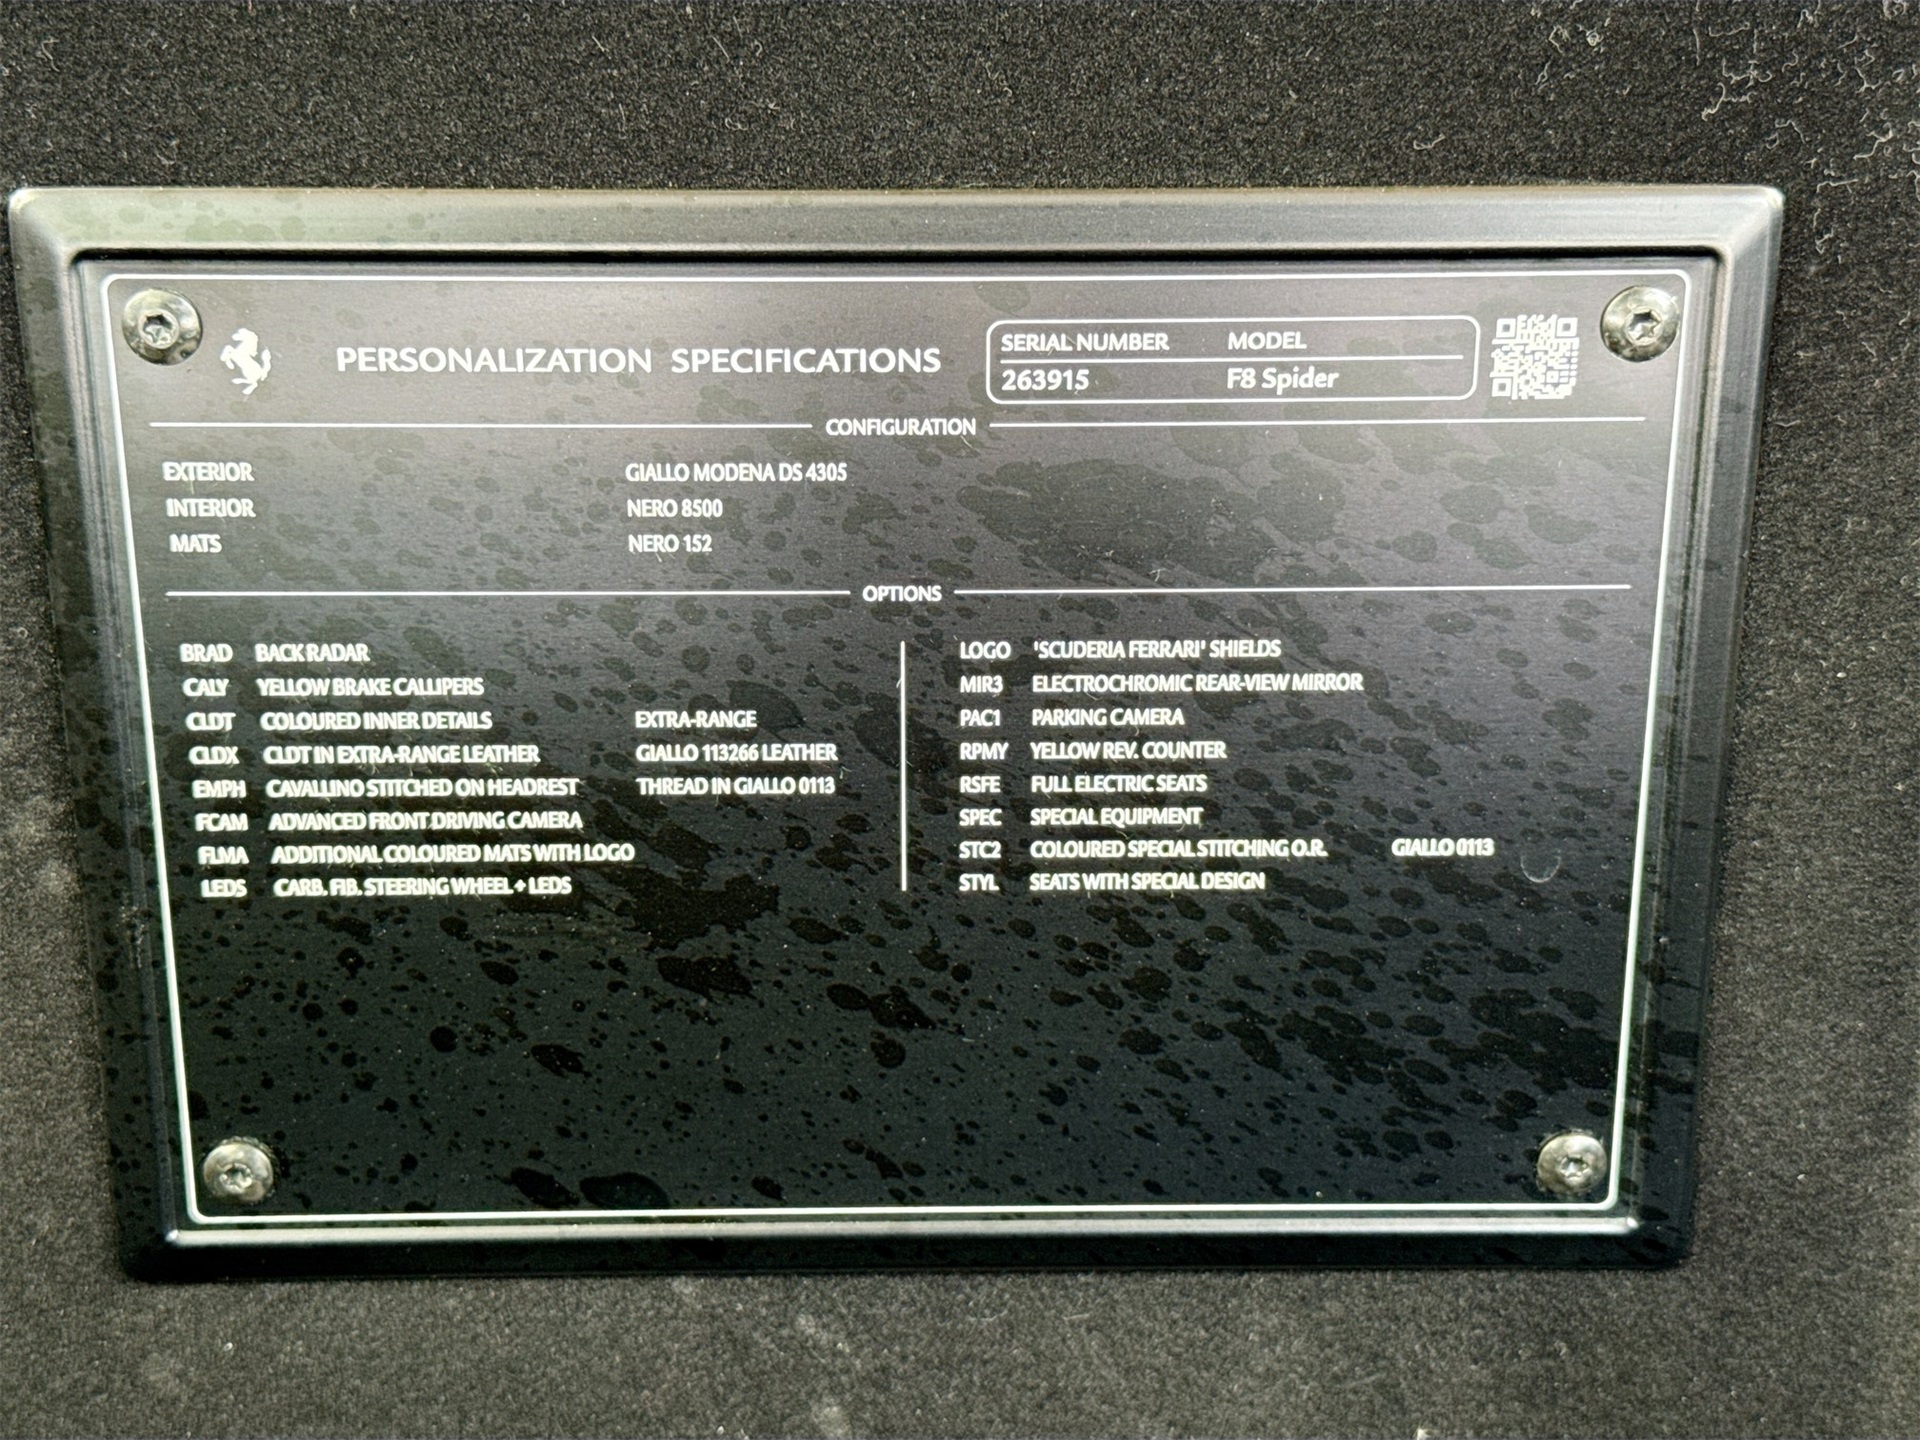 PERSONALIZATION SPECIFICATIONS
SERIAL NUMBER MODEL
263915 F8 Spider
CONFIGURATION
EXTERIOR GIALLO MODENA DS 4305
INTERIOR NERO 8500
MATS NERO 152
OPTIONS
BRAD BACK RADAR
CALY YELLOW BRAKE CALLIPERS
CLDT COLOURED INNER DETAILS EXTRA-RANGE
CLDX CLDT IN EXTRA-RANGE LEATHER GIALLO 113266 LEATHER
EMPH CAVALLINO STITCHED ON HEADREST THREAD IN GIALLO 0113
FCAM ADVANCED FRONT DRIVING CAMERA
FLMA ADDITIONAL COLOURED MATS WITH LOGO
LEDS CARB. FIB. STEERING WHEEL + LEDS
LOGO 'SCUDERIA FERRARI' SHIELDS
MIR3 ELECTROCHROMIC REAR-VIEW MIRROR
PAC1 PARKING CAMERA
RPMY YELLOW REV. COUNTER
RSFE FULL ELECTRIC SEATS
SPEC SPECIAL EQUIPMENT
STC2 COLOURED SPECIAL STITCHING O.R. GIALLO 0113
STYL SEATS WITH SPECIAL DESIGN